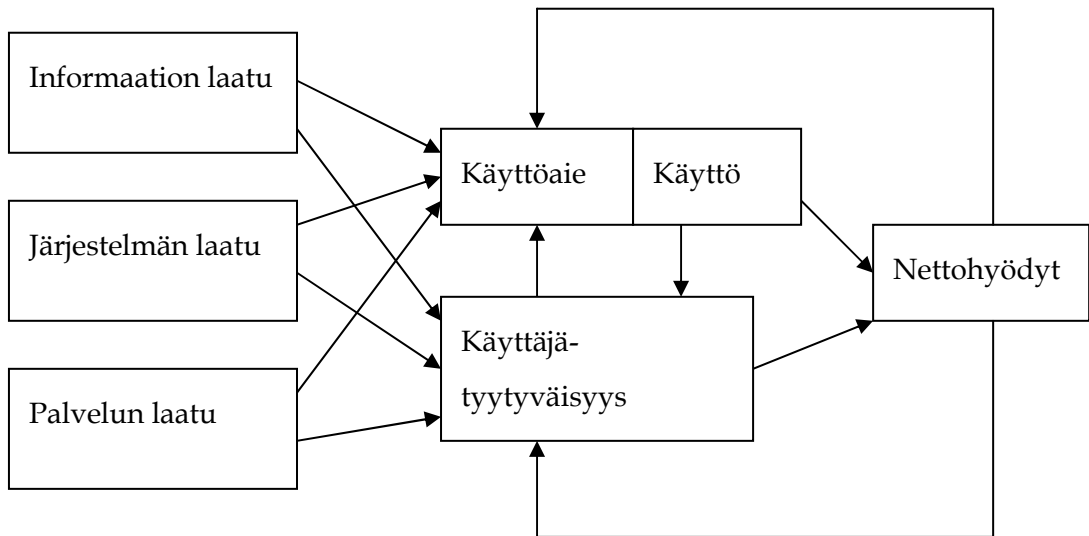 Informaation laatu
Järjestelmän laatu
Palvelun laatu
Käyttöaie
Käyttö
Käyttäjä-
tyytyväisyys
Nettohyödyt